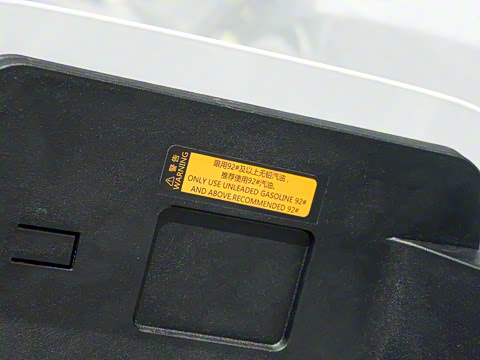 警告
WARNING
限用92#及以上无铅汽油，
推荐使用92#汽油。
ONLY USE UNLEADED GASOLINE 92#
AND ABOVE,RECOMMENDED 92#